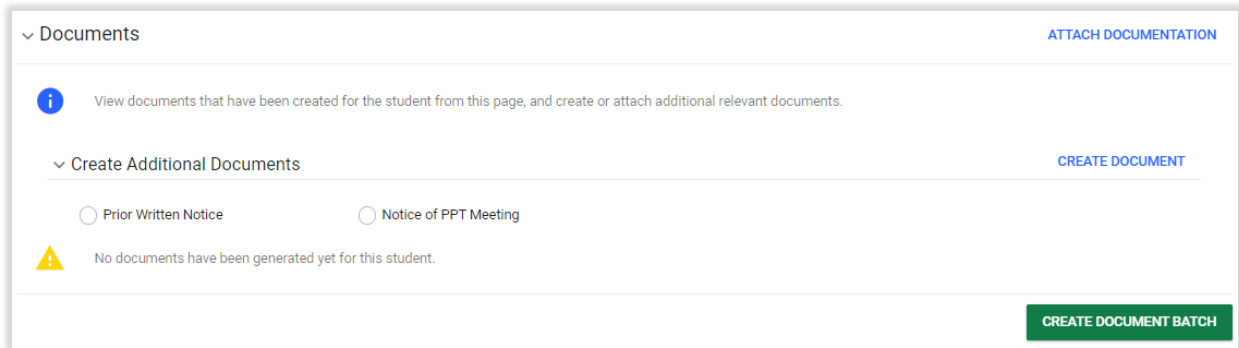 Documents
ATTACH DOCUMENTATION
View documents that have been created for the student from this page, and create or attach additional relevant documents.
Create Additional Documents
CREATE DOCUMENT
Prior Written Notice
Notice of PPT Meeting
No documents have been generated yet for this student.
CREATE DOCUMENT BATCH